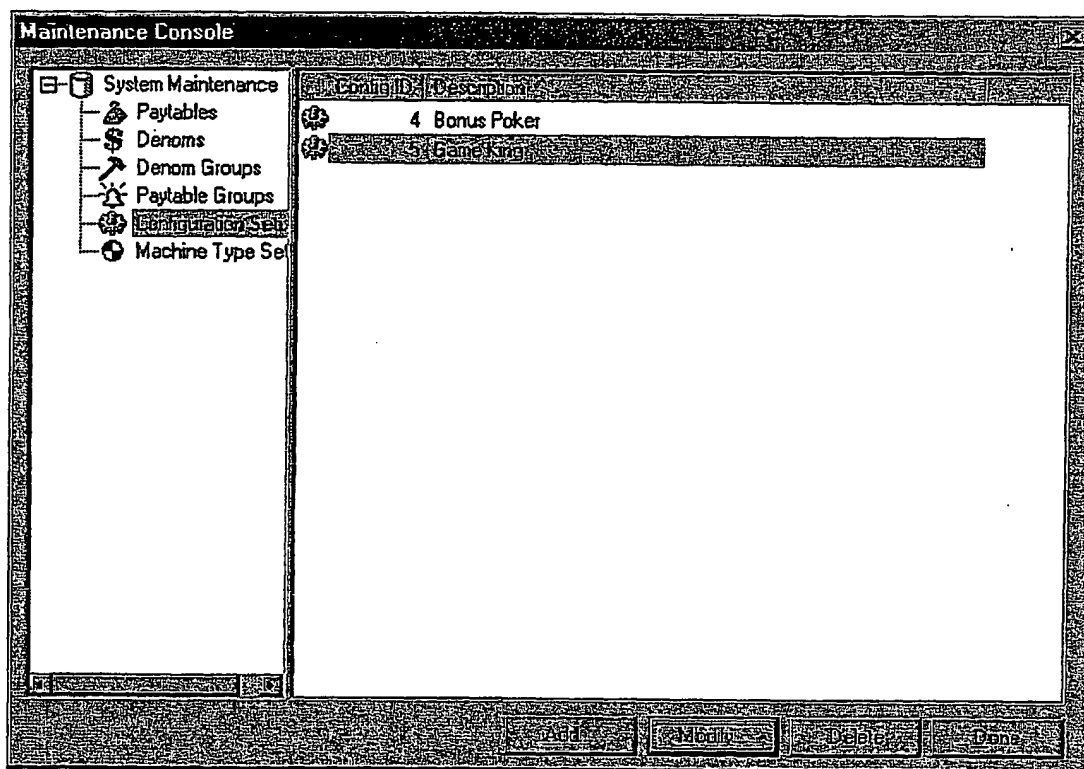 Maintenance Console
System Maintenance
Paytables
Denoms
Denom Groups
Paytable Groups
Configuration Set
Machine Type Set
Config ID Description
4 Bonus Poker
5 Game King
Add Modify Delete Done